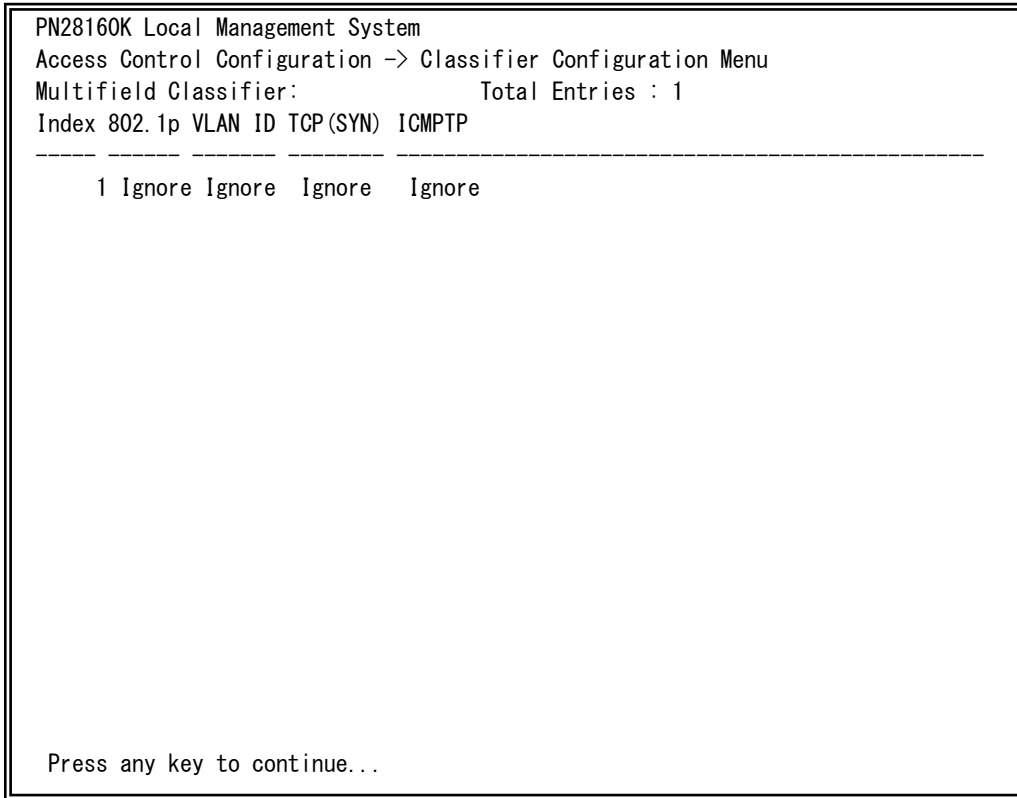 PN28160K Local Management System
Access Control Configuration -> Classifier Configuration Menu
Multifield Classifier:                Total Entries : 1
Index 802.1p VLAN ID TCP(SYN) ICMPTP
----- ------ ------- -------- -------------------------------------------------
     1 Ignore Ignore  Ignore   Ignore
Press any key to continue...